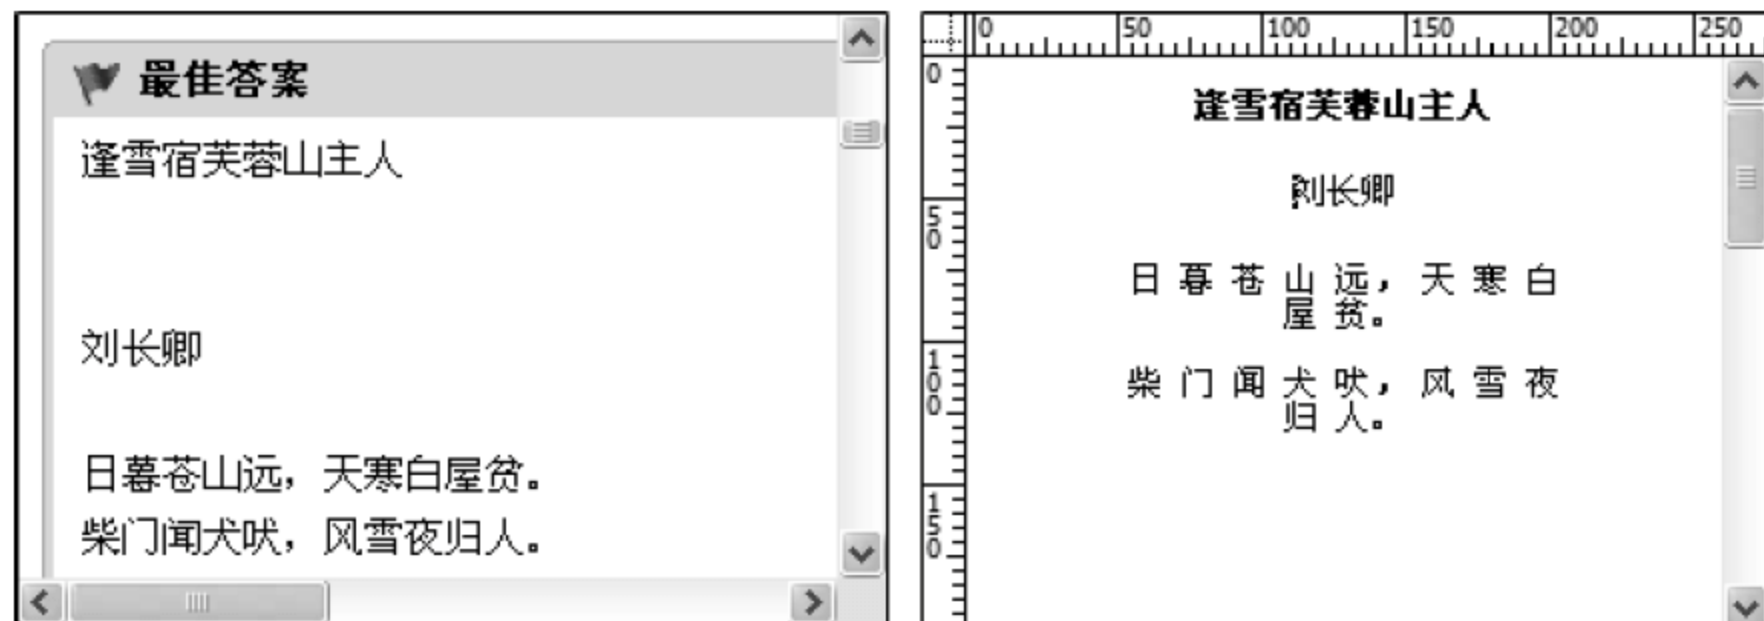 最佳答案
逢雪宿芙蓉山主人
刘长卿
日暮苍山远，天寒白屋贫。
柴门闻犬吠，风雪夜归人。
0 50 100 150 200 250
0
50
100
150
逢雪宿芙蓉山主人
刘长卿
日暮苍山远，天寒白
屋贫。
柴门闻犬吠，风雪夜
归人。